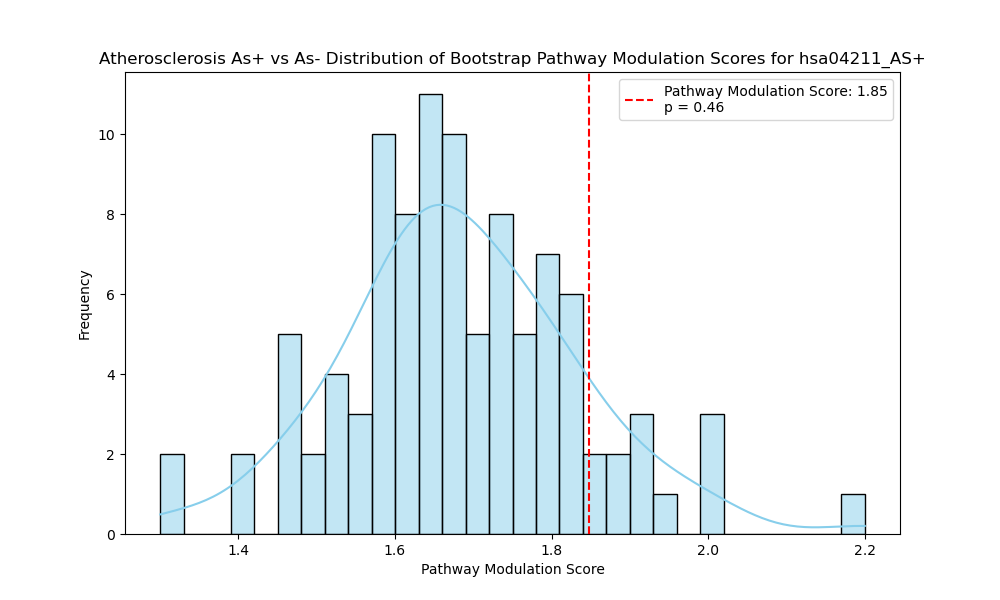 Atherosclerosis As+ vs As- Distribution of Bootstrap Pathway Modulation Scores for hsa04211_AS+
Pathway Modulation Score: 1.85
p = 0.46
Frequency
10
8
6
4
2
0
1.4 1.6 1.8 2.0 2.2
Pathway Modulation Score